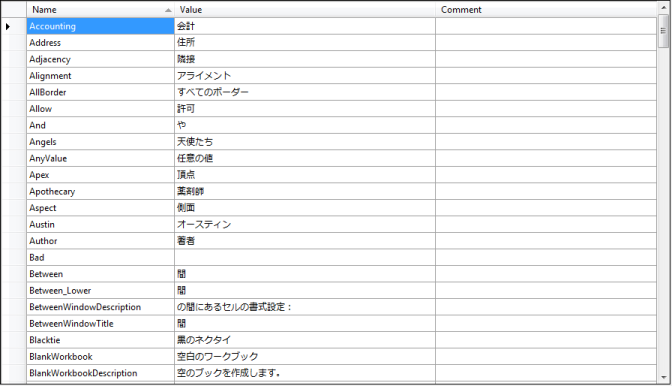 Name Value Comment
Accounting 会計
Address 住所
Adjacency 隣接
Alignment アライメント
AllBorder すべてのボーダー
Allow 許可
And や
Angels 天使たち
AnyValue 任意の値
Apex 頂点
Apothecary 薬剤師
Aspect 側面
Austin オースティン
Author 著者
Bad
Between 間
Between_Lower 間
BetweenWindowDescription の間にあるセルの書式設定：
BetweenWindowTitle 間
Blacktie 黒のネクタイ
BlankWorkbook 空白のワークブック
BlankWorkbookDescription 空のブックを作成します。